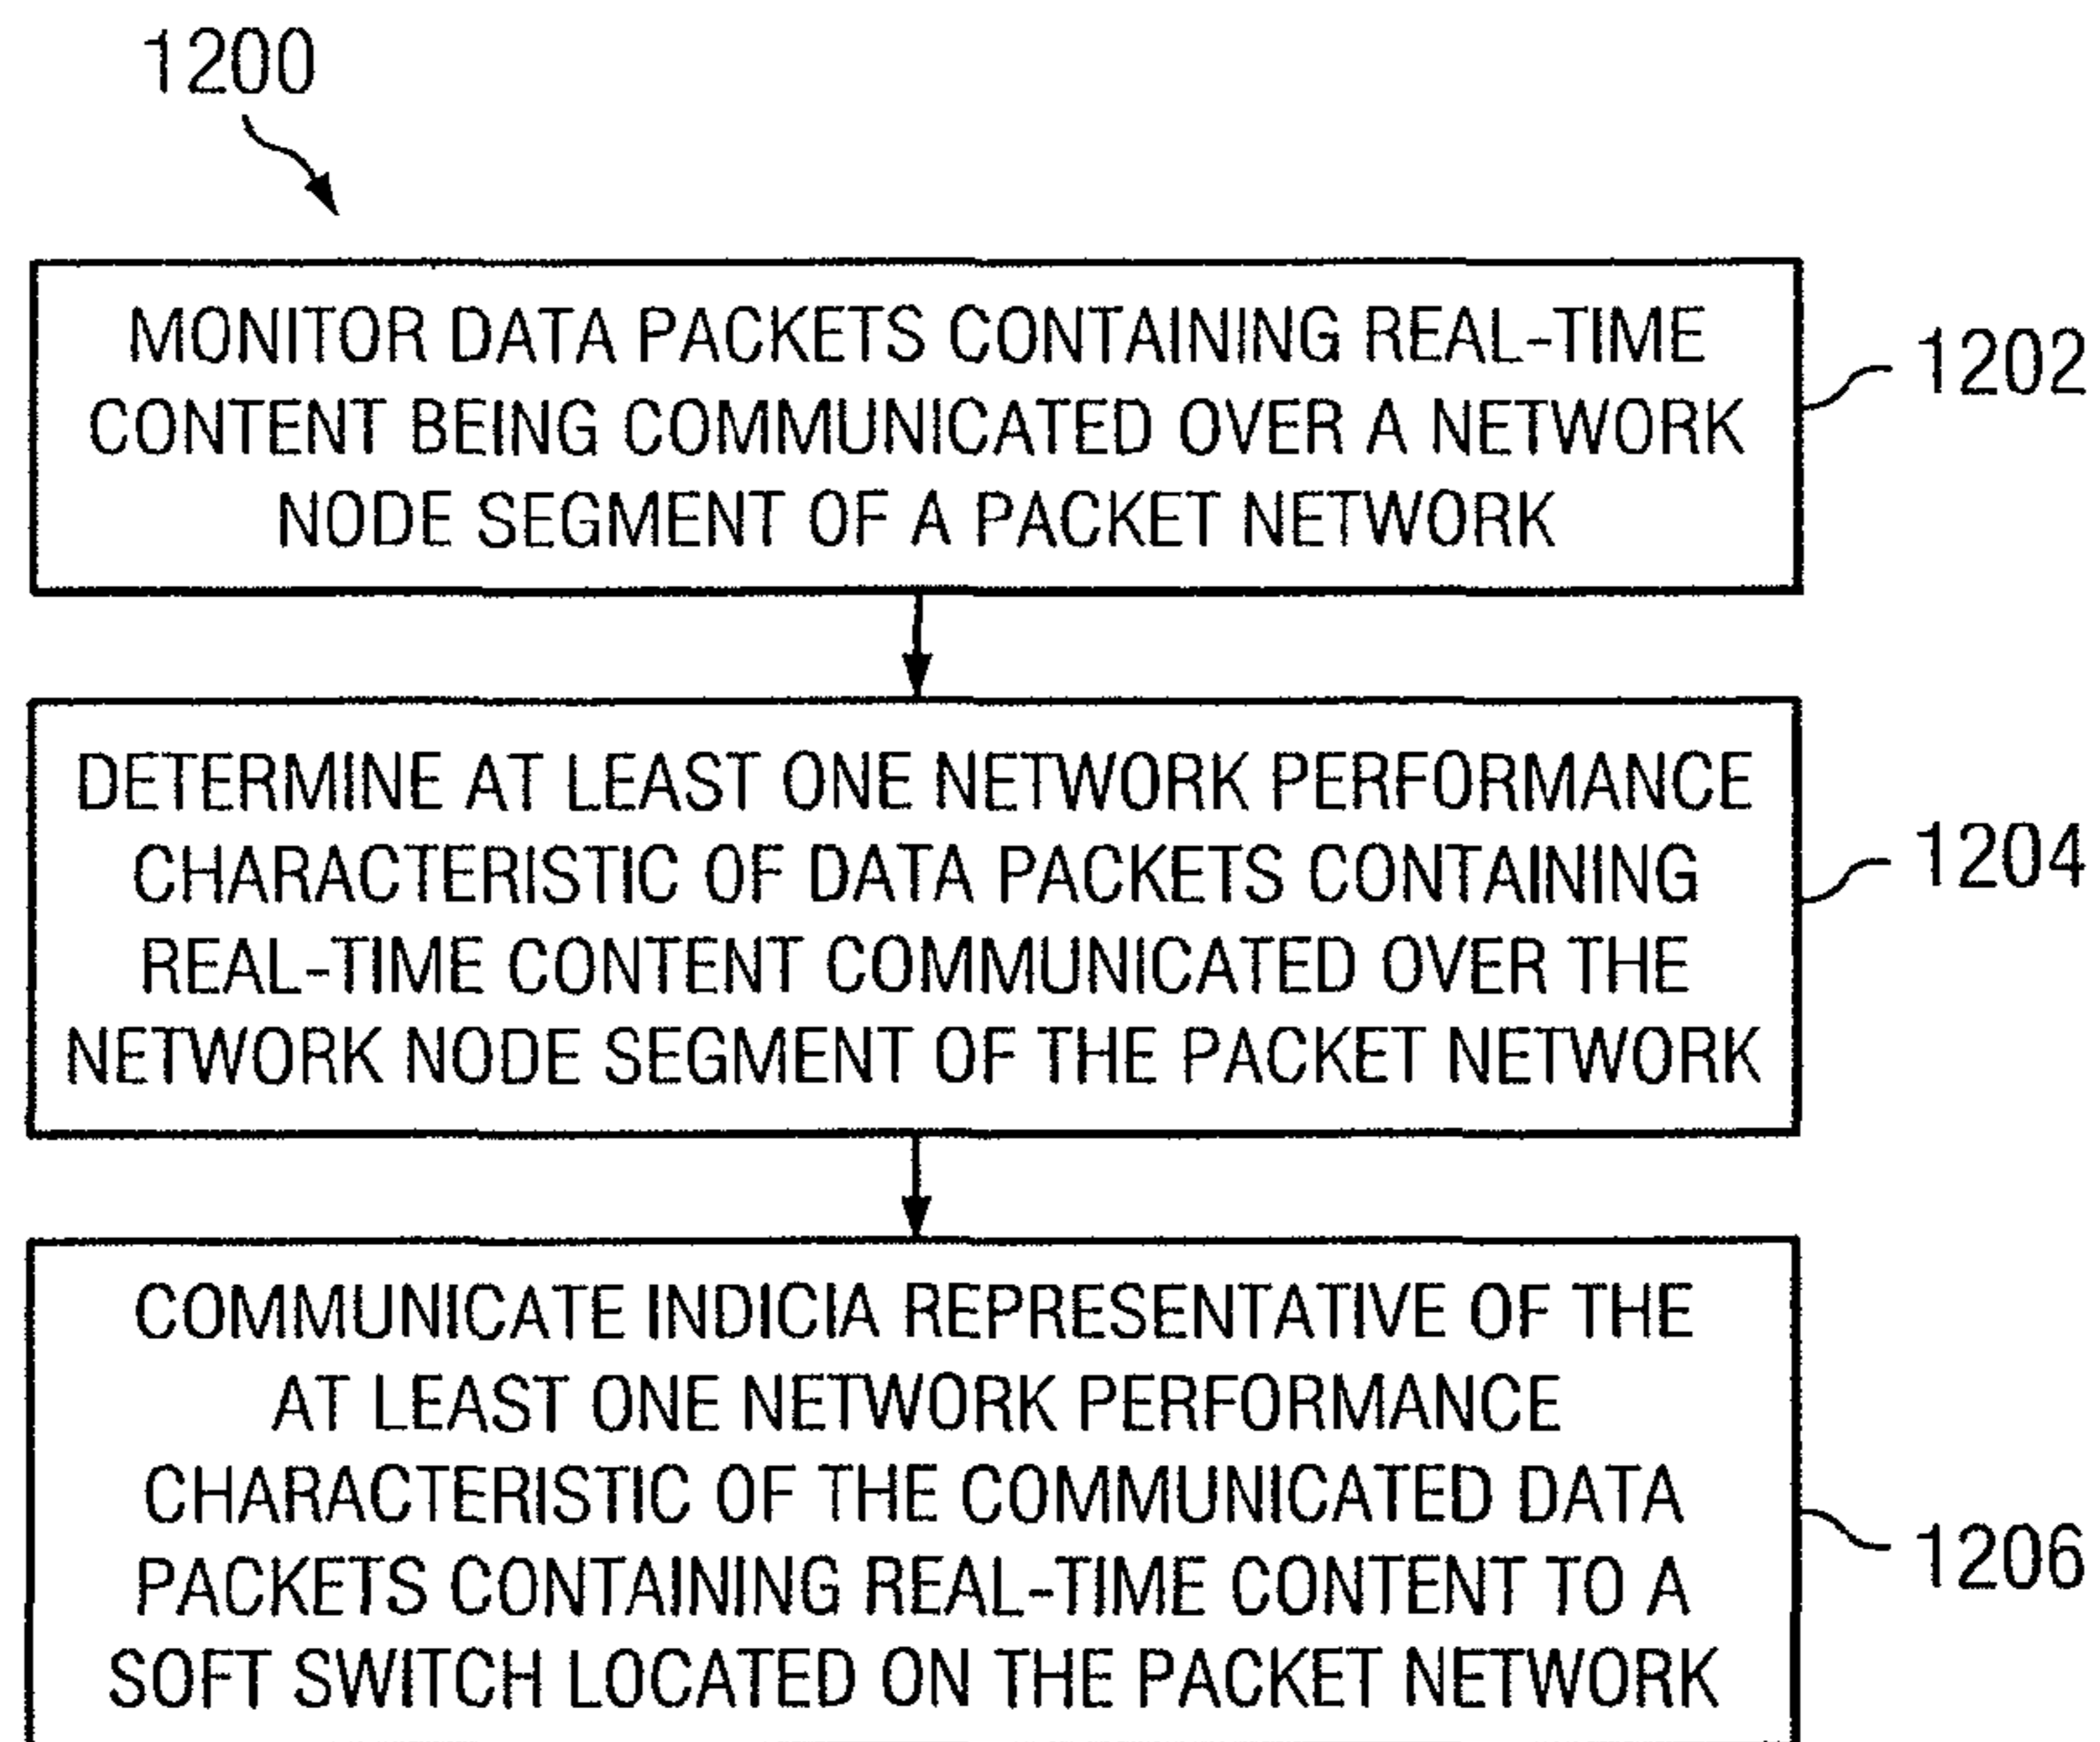 1200
MONITOR DATA PACKETS CONTAINING REAL-TIME
CONTENT BEING COMMUNICATED OVER A NETWORK
NODE SEGMENT OF A PACKET NETWORK
1202
DETERMINE AT LEAST ONE NETWORK PERFORMANCE
CHARACTERISTIC OF DATA PACKETS CONTAINING
REAL-TIME CONTENT COMMUNICATED OVER THE
NETWORK NODE SEGMENT OF THE PACKET NETWORK
1204
COMMUNICATE INDICIA REPRESENTATIVE OF THE
AT LEAST ONE NETWORK PERFORMANCE
CHARACTERISTIC OF THE COMMUNICATED DATA
PACKETS CONTAINING REAL-TIME CONTENT TO A
SOFT SWITCH LOCATED ON THE PACKET NETWORK
1206